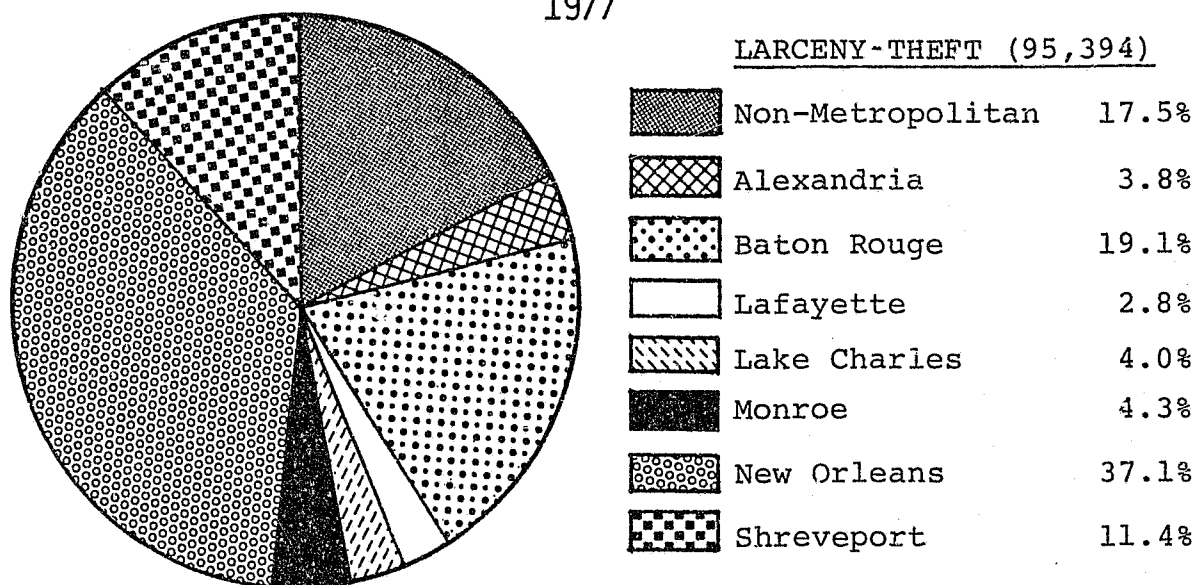 1977
LARCENY-THEFT (95,394)
Non-Metropolitan 17.5%
Alexandria 3.8%
Baton Rouge 19.1%
Lafayette 2.8%
Lake Charles 4.0%
Monroe 4.3%
New Orleans 37.1%
Shreveport 11.4%